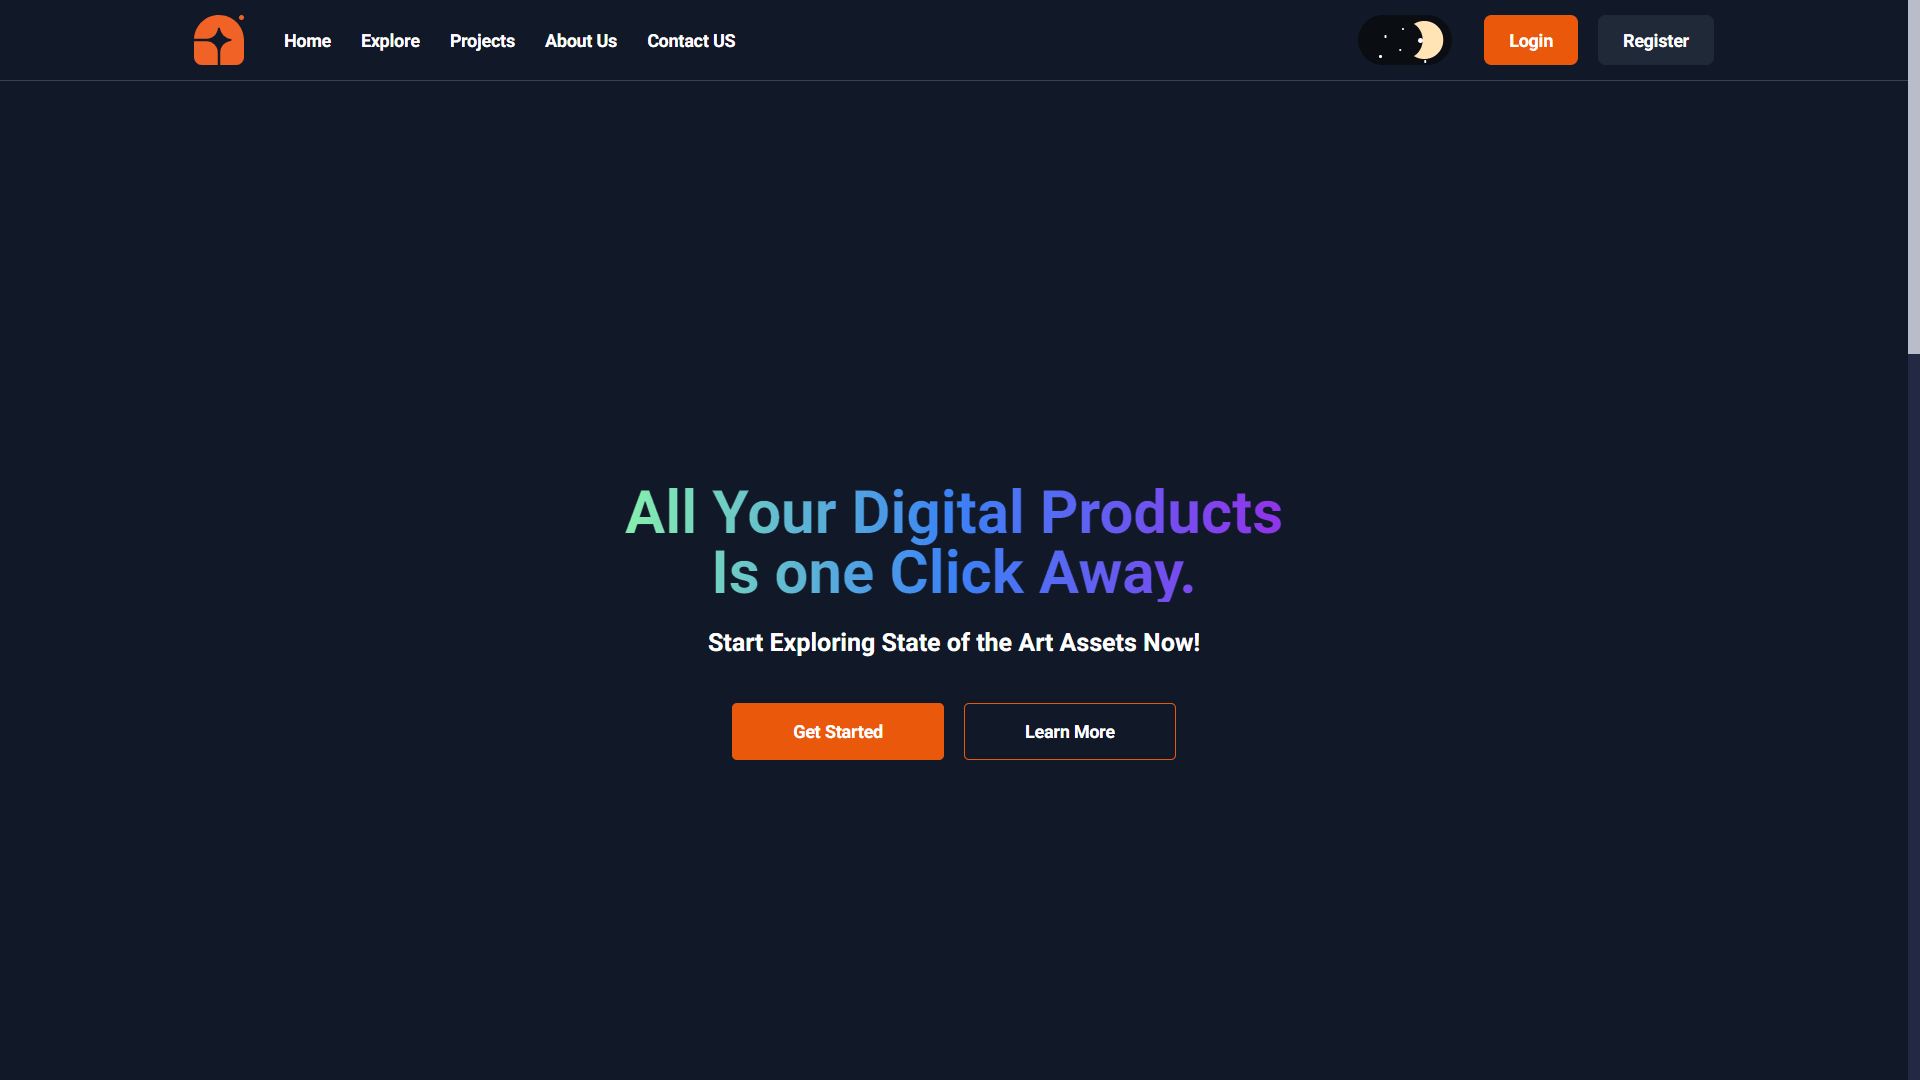 Home Explore Projects About Us Contact US Login Register
All Your Digital Products
Is one Click Away.
Start Exploring State of the Art Assets Now!
Get Started Learn More